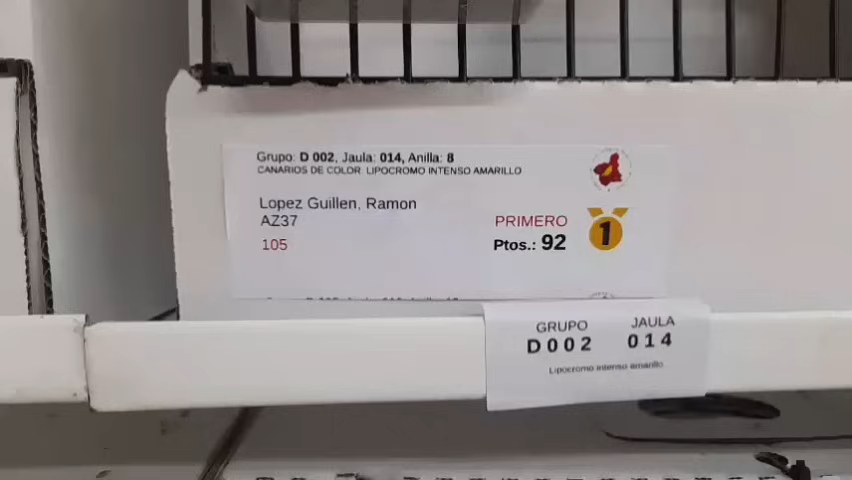 Grupo: D 002, Jaula: 014, Anilla: 8
CANARIOS DE COLOR. LIPOCROMO INTENSO AMARILLO
Lopez Guillen, Ramon
AZ37
PRIMERO
105
Ptos.: 92
1
GRUPO JAULA
D002 014
Lipocromo intenso amarillo